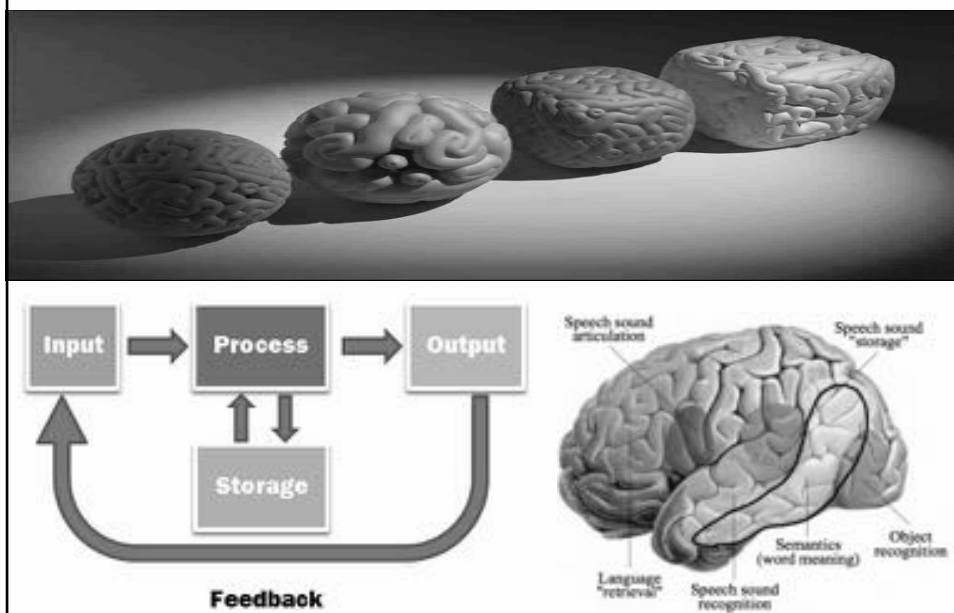 Input
Process
Output
Storage
Feedback
Speech sound
articulation
Speech sound
"storage"
Object
recognition
Semantics
(word meaning)
Language
"retrieval"
Speech sound
recognition